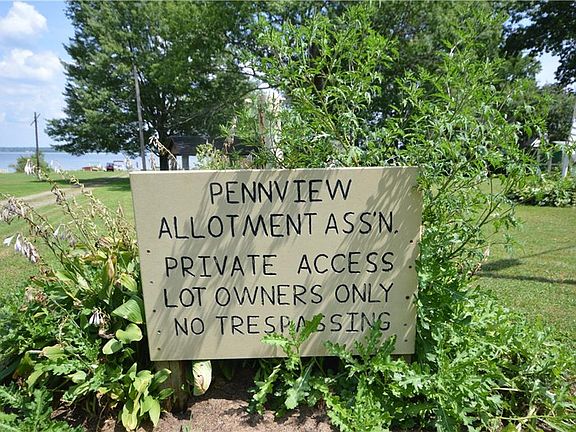 PENNVIEW
ALLOTMENT ASS'N.
PRIVATE ACCESS
LOT OWNERS ONLY
NO TRESPASSING